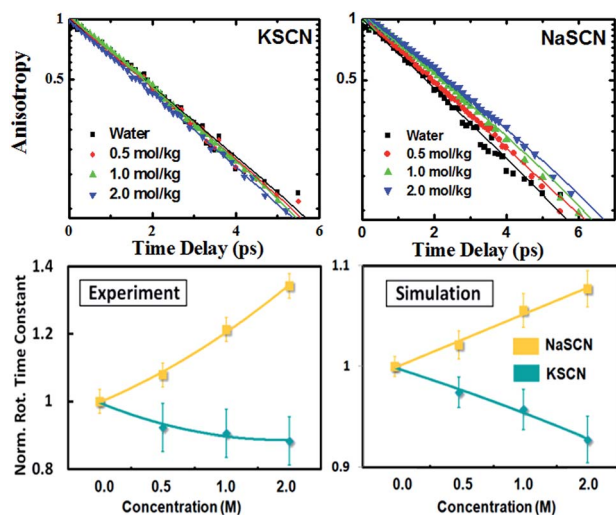 KSCN
Anisotropy
0.5
Water
0.5 mol/kg
1.0 mol/kg
2.0 mol/kg
0 2 4 6
Time Delay (ps)
NaSCN
0.5
Water
0.5 mol/kg
1.0 mol/kg
2.0 mol/kg
0 2 4 6
Time Delay (ps)
Experiment
Norm. Rot. Time Constant
1.4
1.2
1
0.8
0.0 0.5 1.0 2.0
Concentration (M)
Simulation
1.1
NaSCN
KSCN
1
0.9
0.0 0.5 1.0 2.0
Concentration (M)